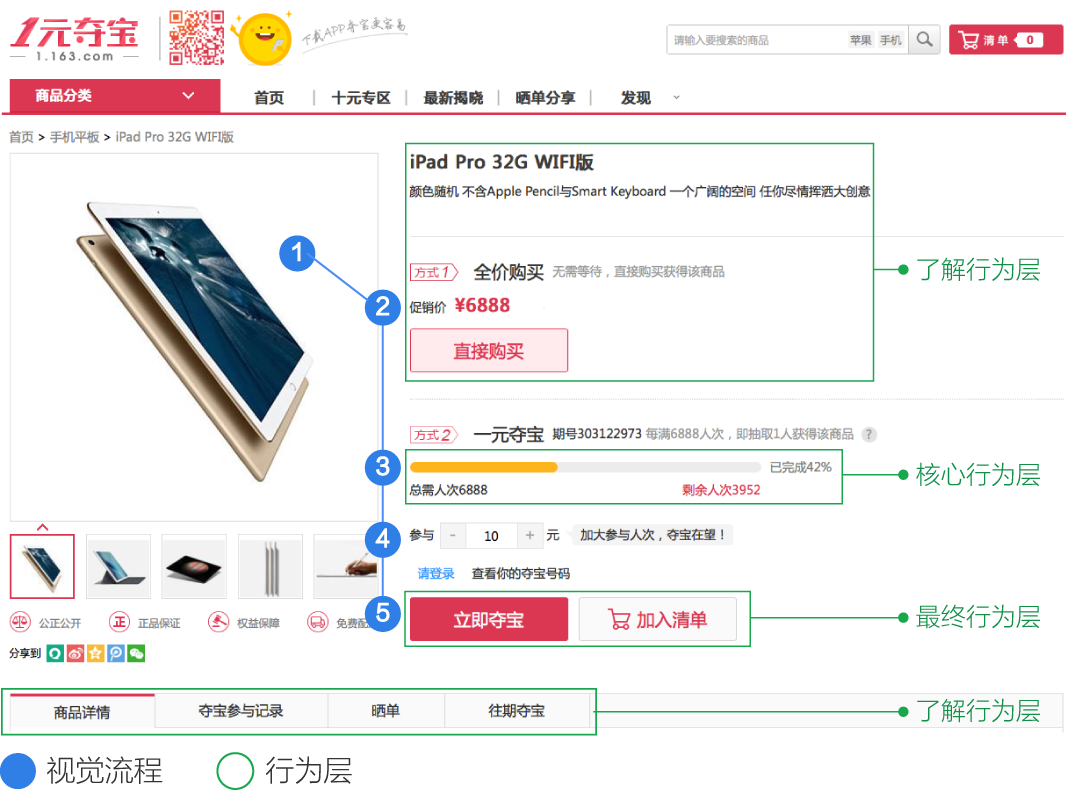 1元夺宝
1.163.com
下载APP夺宝更容易
请输入要搜索的商品 苹果 手机
清单 0
商品分类
首页 | 十元专区 | 最新揭晓 | 晒单分享 | 发现
首页 > 手机平板 > iPad Pro 32G WIFI版
iPad Pro 32G WIFI版
颜色随机 不含Apple Pencil与Smart Keyboard 一个广阔的空间 任你尽情挥洒大创意
1
方式1 全价购买 无需等待，直接购买获得该商品
了解行为层
2
促销价 ¥6888
直接购买
方式2 一元夺宝 期号303122973 每满6888人次，即抽取1人获得该商品 ?
3
已完成42%
核心行为层
总需人次6888 剩余人次3952
4
参与 - 10 + 元 加大参与人次，夺宝在望！
请登录 查看你的夺宝号码
5
立即夺宝 加入清单
最终行为层
公正公开 正 正品保证 权益保障 免费配
分享到
商品详情 夺宝参与记录 晒单 往期夺宝
了解行为层
视觉流程 行为层